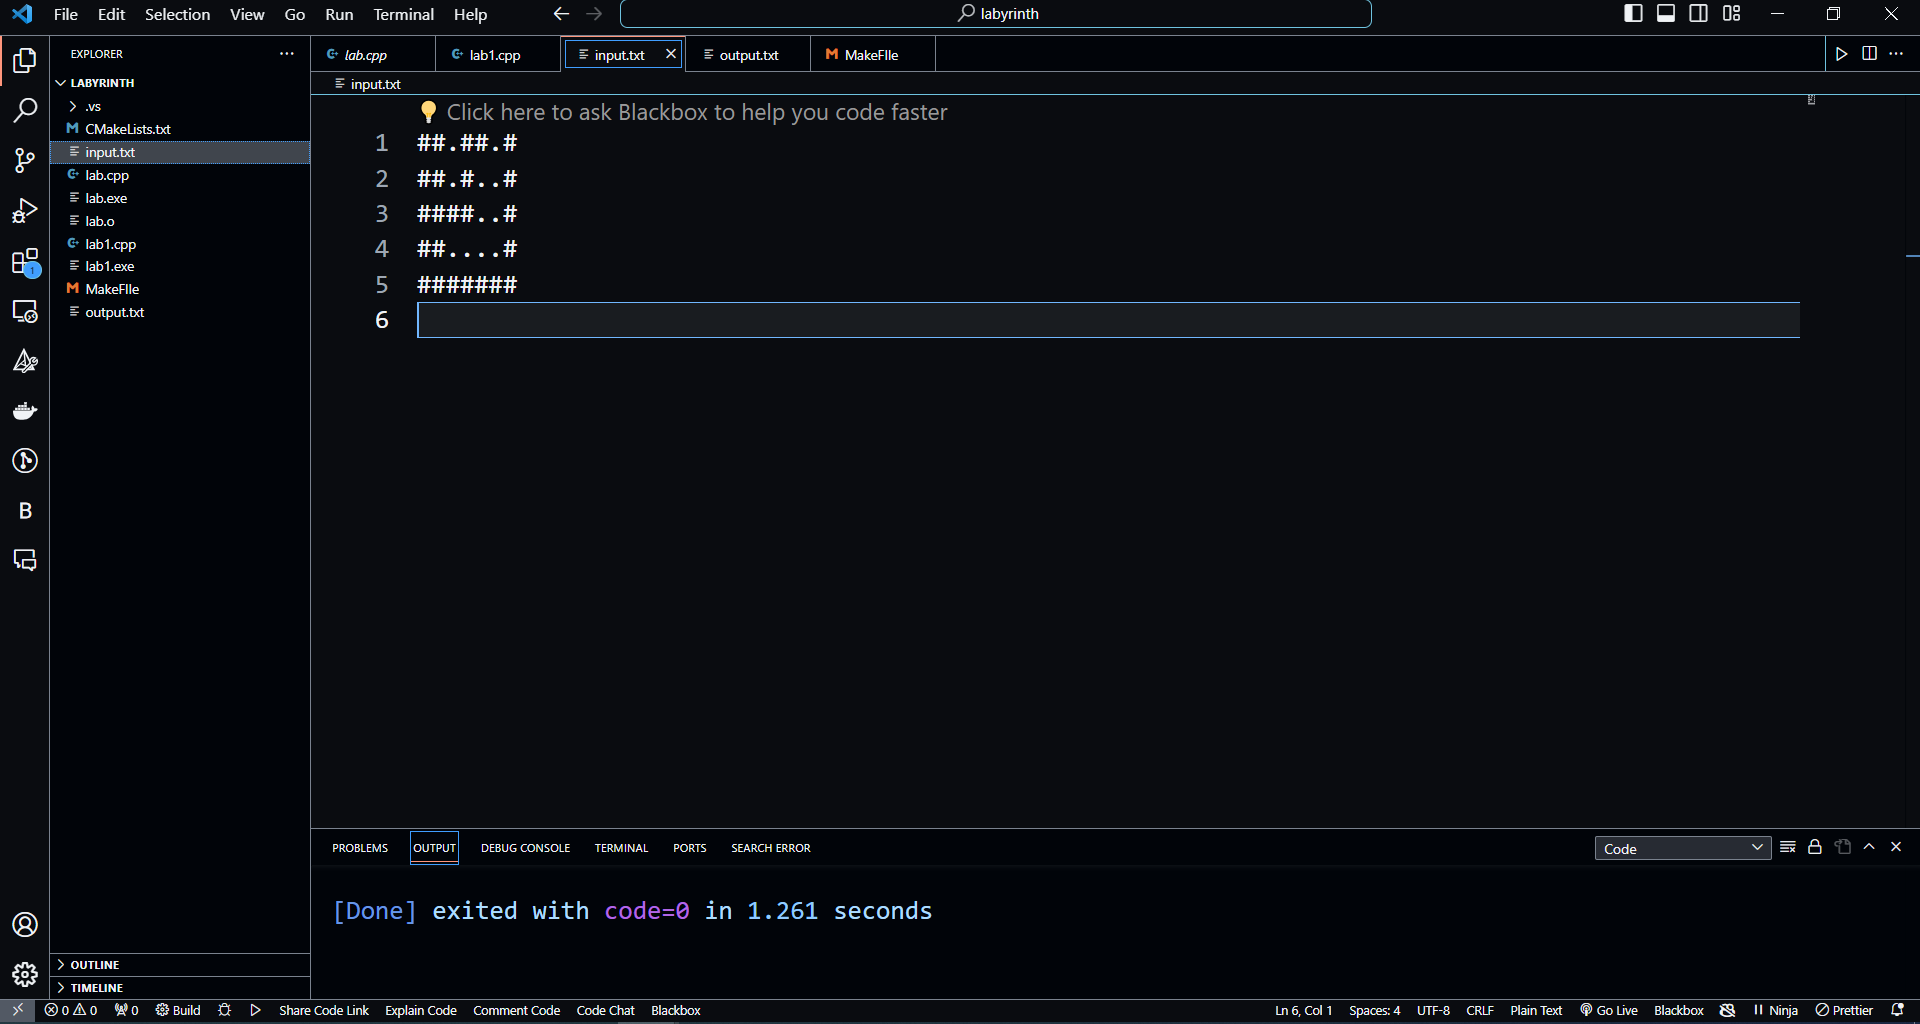 File Edit Selection View Go Run Terminal Help
labyrinth
EXPLORER
LABYRINTH
.vs
CMakeLists.txt
input.txt
lab.cpp
lab.exe
lab.o
lab1.cpp
lab1.exe
MakeFIle
output.txt
OUTLINE
TIMELINE
1
B
lab.cpp lab1.cpp input.txt output.txt MakeFIle
input.txt
Click here to ask Blackbox to help you code faster
1 ##.##.#
2 ##.#..#
3 ####..#
4 ##....#
5 #######
6
PROBLEMS OUTPUT DEBUG CONSOLE TERMINAL PORTS SEARCH ERROR
Code
[Done] exited with code=0 in 1.261 seconds
0 0 0 Build Share Code Link Explain Code Comment Code Code Chat Blackbox
Ln 6, Col 1 Spaces: 4 UTF-8 CRLF Plain Text Go Live Blackbox Ninja Prettier